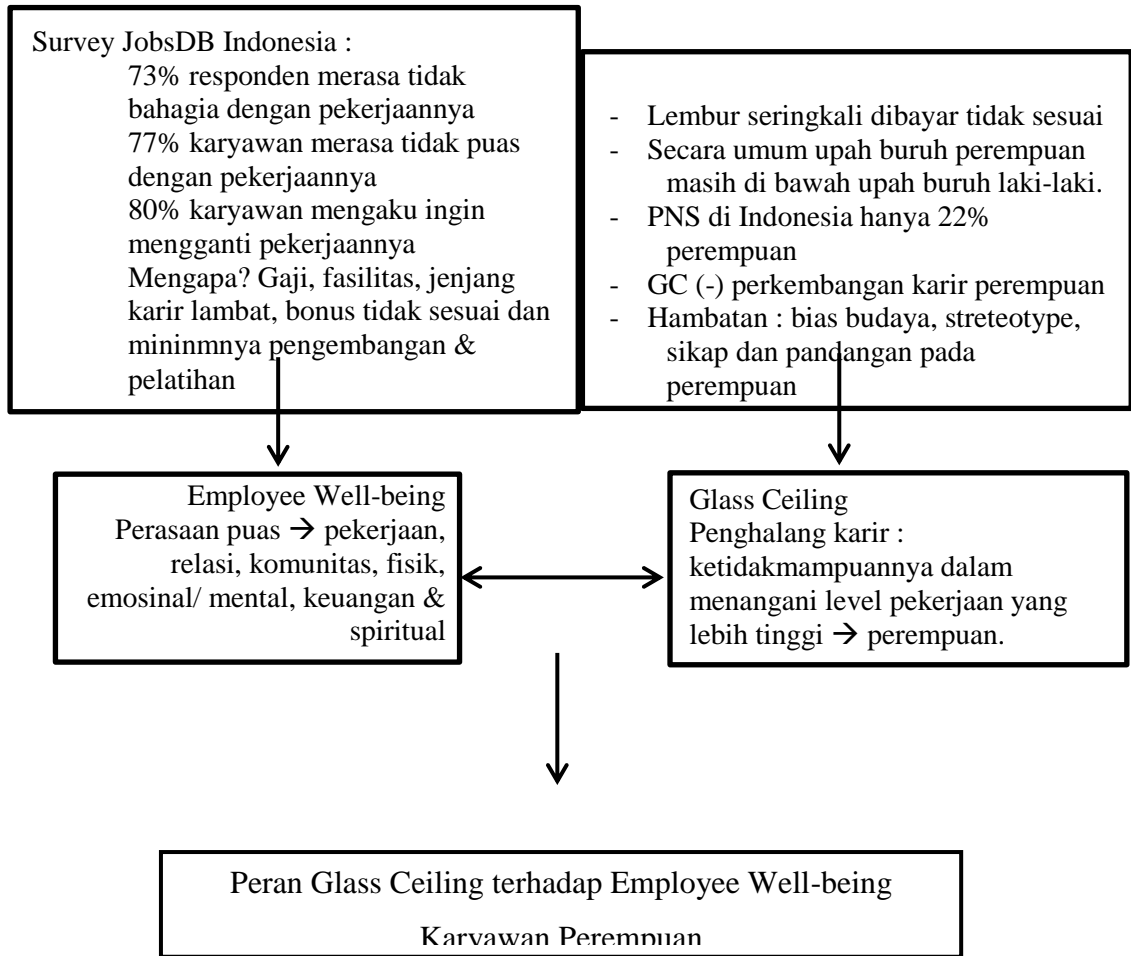 Survey JobsDB Indonesia :
73% responden merasa tidak
bahagia dengan pekerjaannya
77% karyawan merasa tidak puas
dengan pekerjaannya
80% karyawan mengaku ingin
mengganti pekerjaannya
Mengapa? Gaji, fasilitas, jenjang
karir lambat, bonus tidak sesuai dan
mininmnya pengembangan &
pelatihan
- Lembur seringkali dibayar tidak sesuai
- Secara umum upah buruh perempuan
masih di bawah upah buruh laki-laki.
- PNS di Indonesia hanya 22%
perempuan
- GC (-) perkembangan karir perempuan
- Hambatan : bias budaya, streteotype,
sikap dan pandangan pada
perempuan
Employee Well-being
Perasaan puas → pekerjaan,
relasi, komunitas, fisik,
emosinal/ mental, keuangan &
spiritual
Glass Ceiling
Penghalang karir :
ketidakmampuannya dalam
menangani level pekerjaan yang
lebih tinggi → perempuan.
Peran Glass Ceiling terhadap Employee Well-being
Karyawan Perempuan